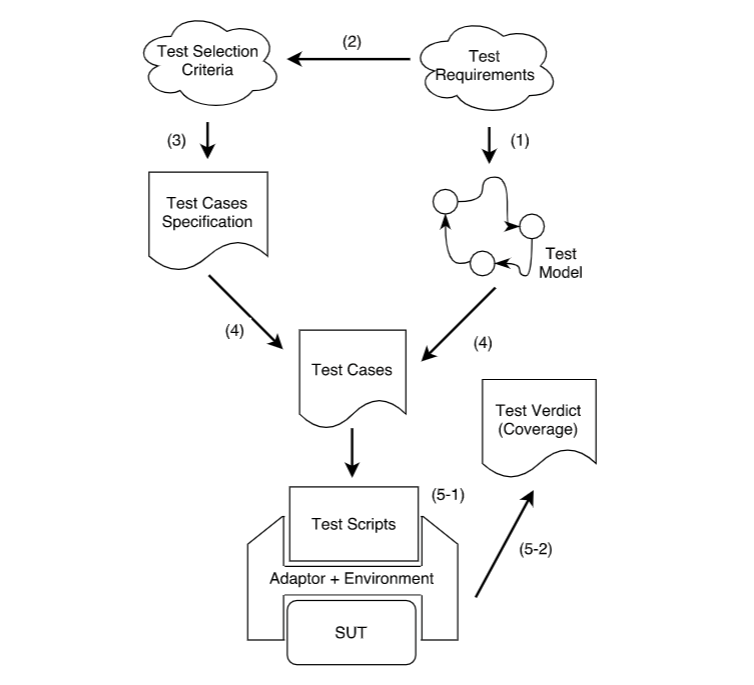 (2)
Test Selection
Criteria
Test
Requirements
(3)
(1)
Test Cases
Specification
Test
Model
(4)
(4)
Test Cases
Test Verdict
(Coverage)
(5-1)
Test Scripts
(5-2)
Adaptor + Environment
SUT